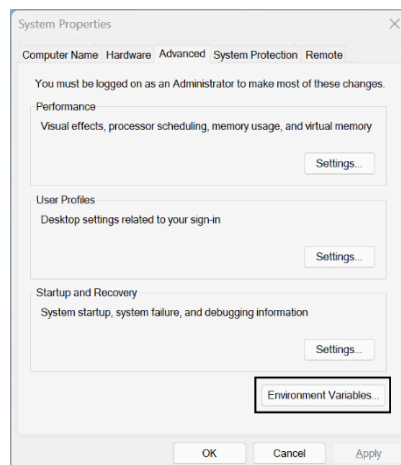 System Properties
Computer Name Hardware Advanced System Protection Remote
You must be logged on as an Administrator to make most of these changes.
Performance
Visual effects, processor scheduling, memory usage, and virtual memory
Settings...
User Profiles
Desktop settings related to your sign-in
Settings...
Startup and Recovery
System startup, system failure, and debugging information
Settings...
Environment Variables...
OK Cancel Apply